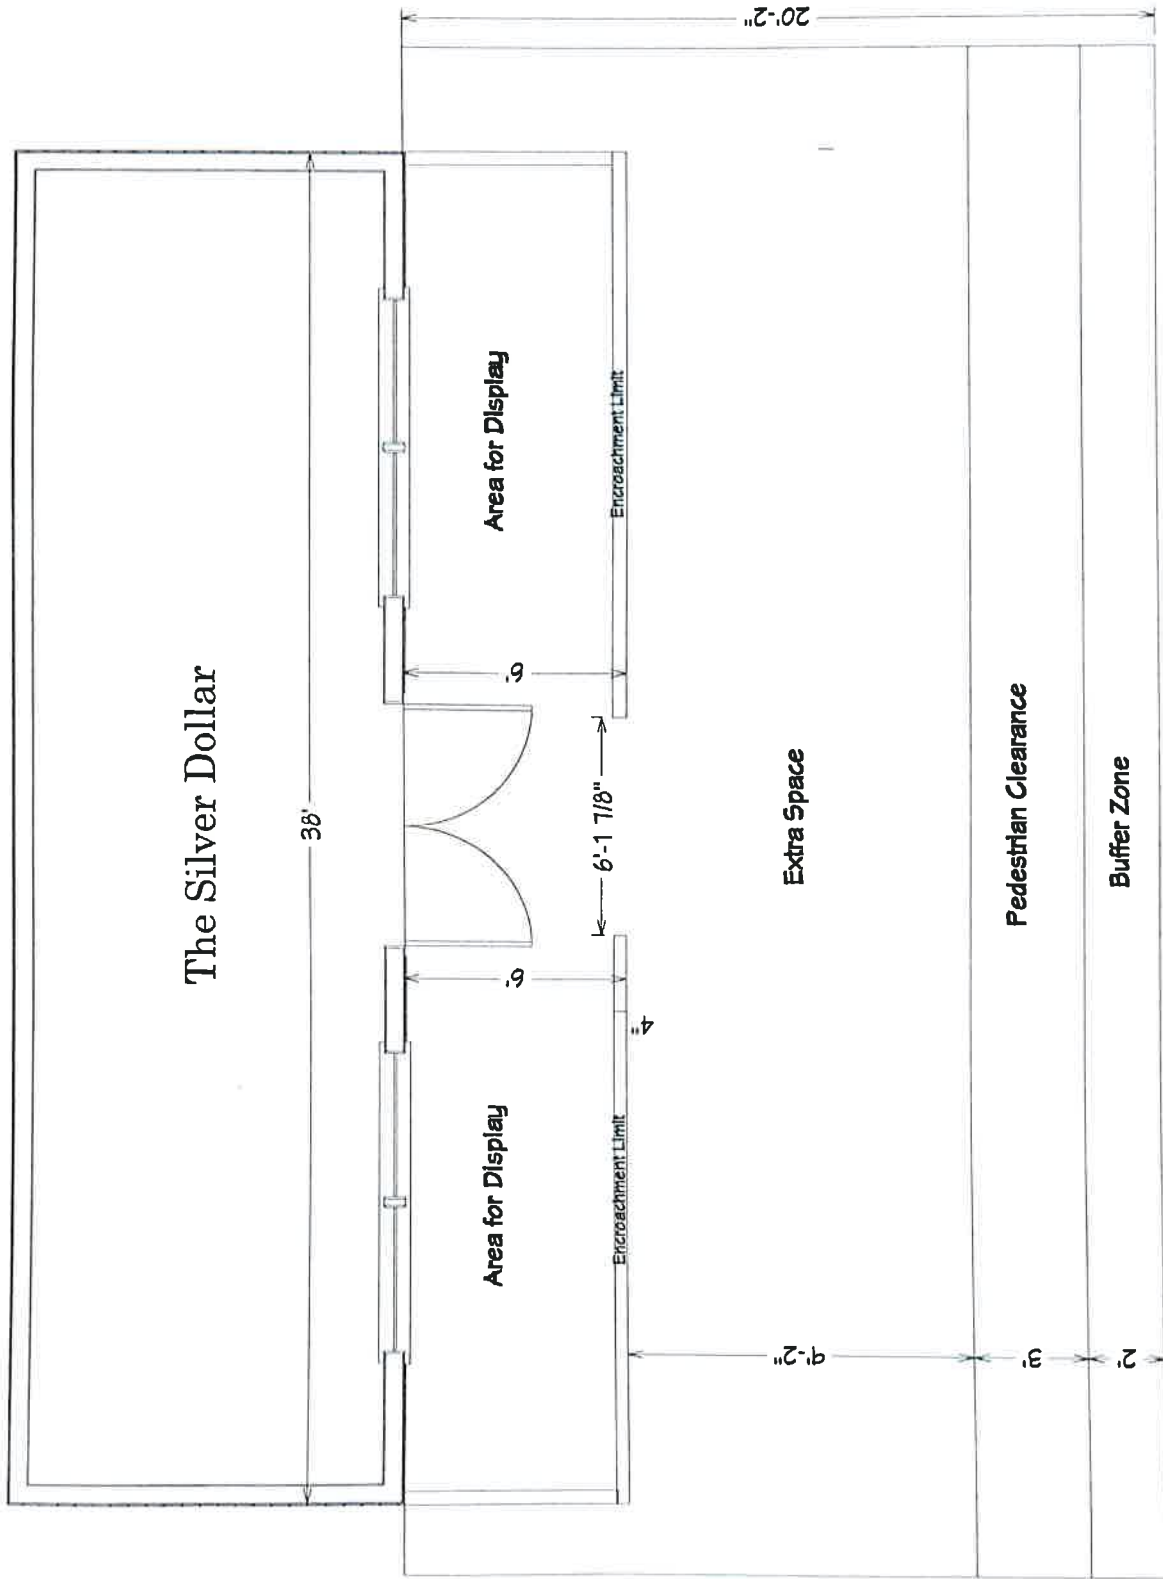 20'-2"
The Silver Dollar
38'
Area for Display
Area for Display
Encroachment Limit
Encroachment Limit
6'
6'
6'-1 7/8"
4"
Extra Space
9'-2"
Pedestrian Clearance
3'
Buffer Zone
2'